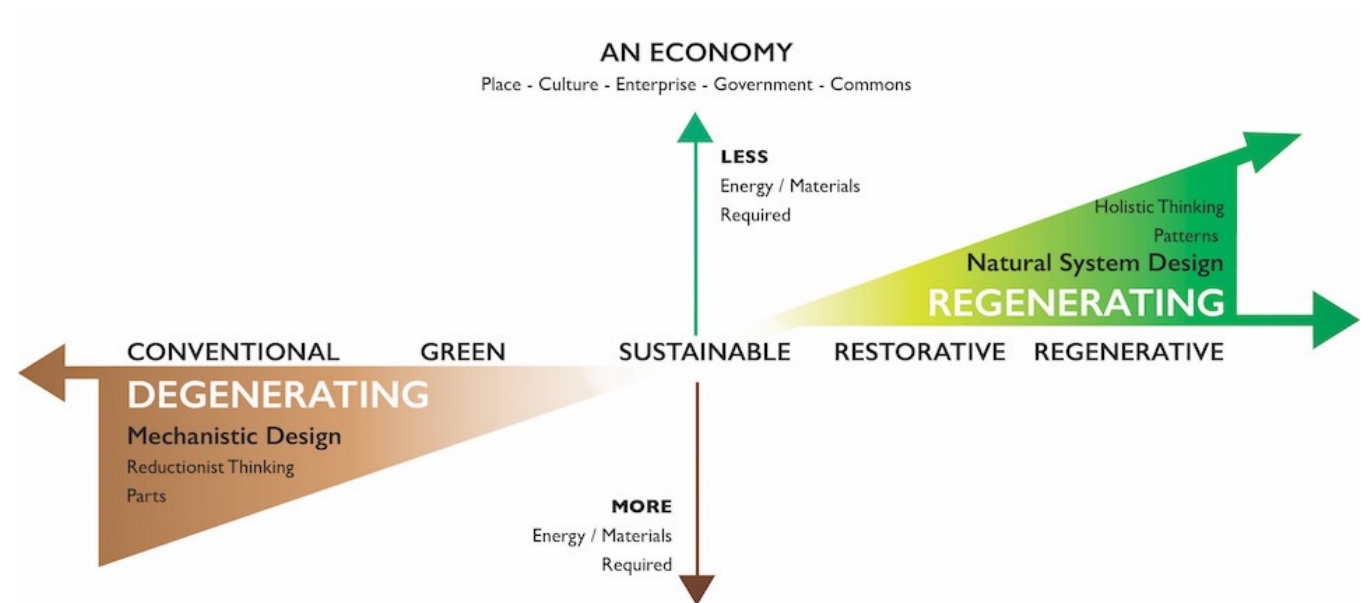 AN ECONOMY
Place - Culture - Enterprise - Government - Commons
LESS
Energy / Materials
Required
Holistic Thinking
Patterns
Natural System Design
REGENERATING
CONVENTIONAL GREEN SUSTAINABLE RESTORATIVE REGENERATIVE
DEGENERATING
Mechanistic Design
Reductionist Thinking
Parts
MORE
Energy / Materials
Required